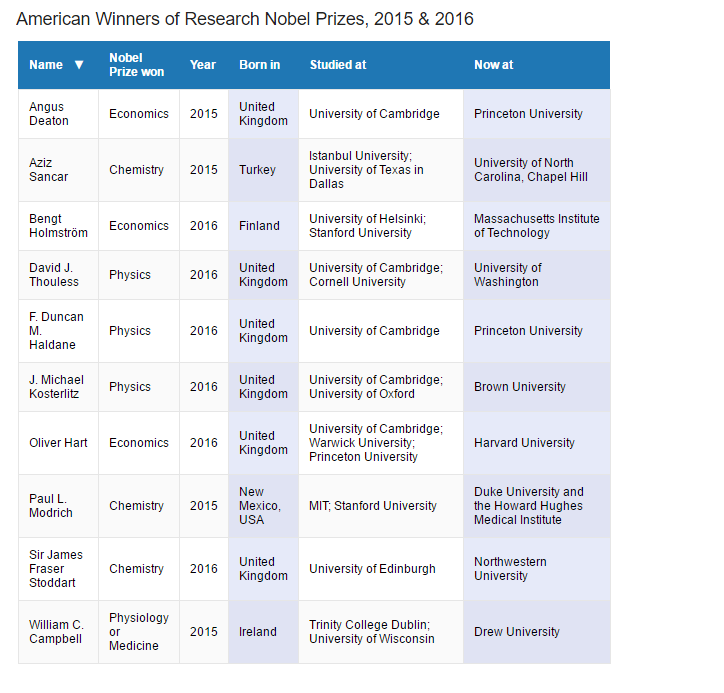 American Winners of Research Nobel Prizes, 2015 & 2016
Name ▼ Nobel Prize won Year Born in Studied at Now at
Angus Deaton Economics 2015 United Kingdom University of Cambridge Princeton University
Aziz Sancar Chemistry 2015 Turkey Istanbul University; University of Texas in Dallas University of North Carolina, Chapel Hill
Bengt Holmström Economics 2016 Finland University of Helsinki; Stanford University Massachusetts Institute of Technology
David J. Thouless Physics 2016 United Kingdom University of Cambridge; Cornell University University of Washington
F. Duncan M. Haldane Physics 2016 United Kingdom University of Cambridge Princeton University
J. Michael Kosterlitz Physics 2016 United Kingdom University of Cambridge; University of Oxford Brown University
Oliver Hart Economics 2016 United Kingdom University of Cambridge; Warwick University; Princeton University Harvard University
Paul L. Modrich Chemistry 2015 New Mexico, USA MIT; Stanford University Duke University and the Howard Hughes Medical Institute
Sir James Fraser Stoddart Chemistry 2016 United Kingdom University of Edinburgh Northwestern University
William C. Campbell Physiology or Medicine 2015 Ireland Trinity College Dublin; University of Wisconsin Drew University